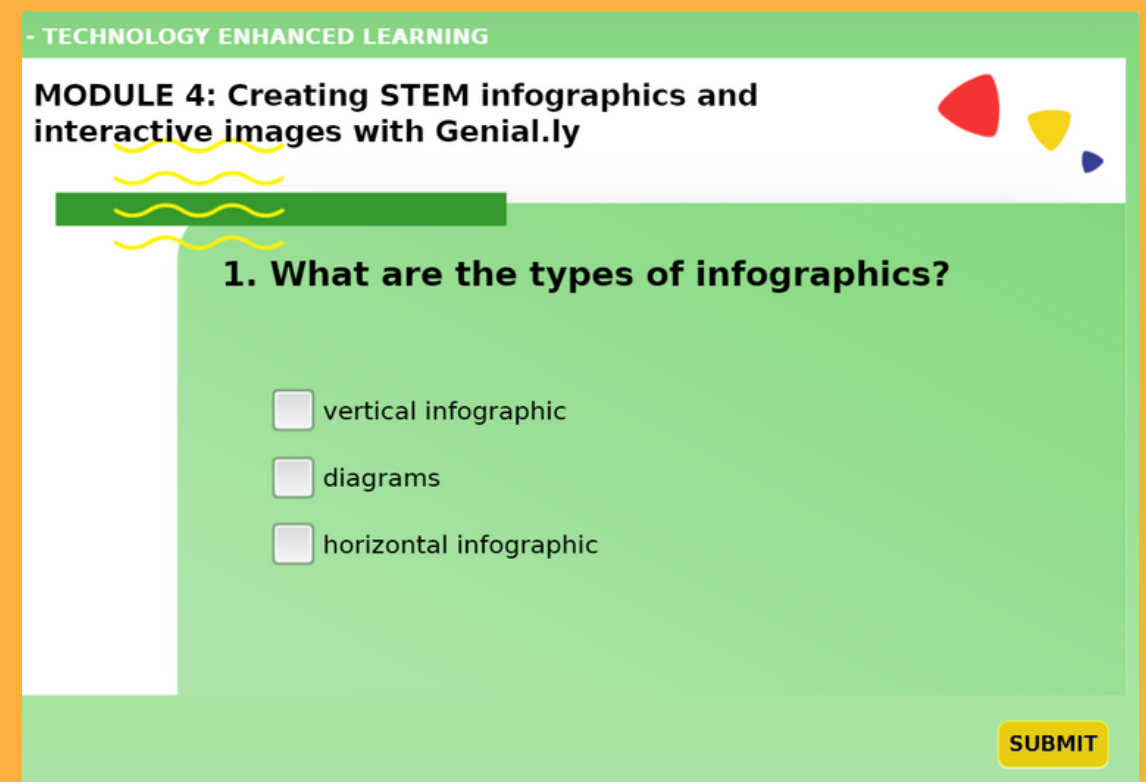 - TECHNOLOGY ENHANCED LEARNING
MODULE 4: Creating STEM infographics and
interactive images with Genial.ly
1. What are the types of infographics?
vertical infographic
diagrams
horizontal infographic
SUBMIT